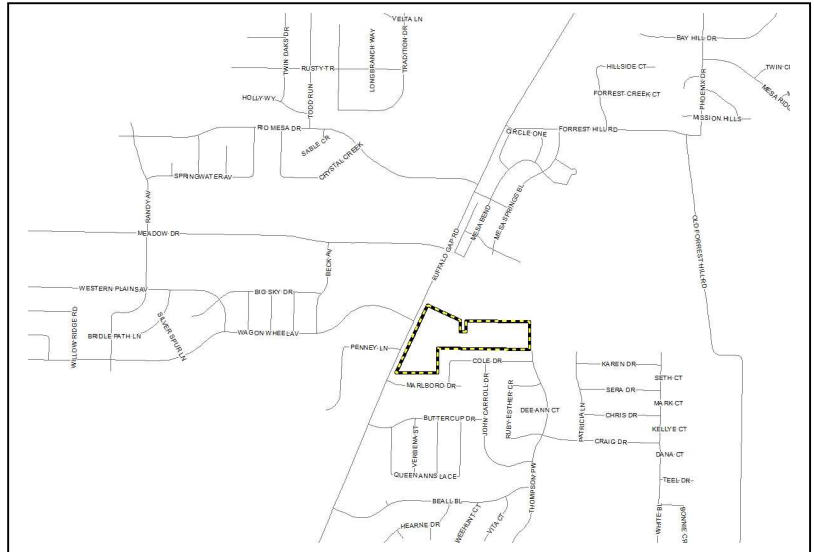 VELTA LN
TWIN OAKS DR
LONGBRANCH WAY
TRADITION DR
BAY HILL DR
RUSTY TR
HILLSIDE CT
TWIN CI
PHOENIX DR
MESA RIDG
HOLLY WY
TODD RUN
FORREST CREEK CT
MISSION HILLS
RIO MESA DR
CIRCLE ONE
FORREST HILL RD
SABLE CR
CRYSTAL CREEK
SPRINGWATER AV
RANDY AV
MESA BEND
MESA SPRINGS BL
OLD FORREST HILL RD
MEADOW DR
BUFFALO GAP RD
BECK AV
WESTERN PLAINS AV
BIG SKY DR
WILLOW RIDGE RD
BRIDLE PATH LN
SILVER SPUR LN
WAGON WHEEL AV
PENNEY LN
COLE DR
KAREN DR
SETH CT
MARLBORO DR
JOHN CARROLL DR
RUBY ESTHER CR
SERA DR
MARK CT
DEE ANN CT
PATRICIA LN
BUTTERCUP DR
CHRIS DR
VERBENA ST
KELLYE CT
CRAIG DR
DANA CT
QUEEN ANNS LACE
TEEL DR
THOMPSON PW
BEALL BL
HEARNE DR
WEEHUNT CT
VITA CT
WHITE BL
BONNIE CR